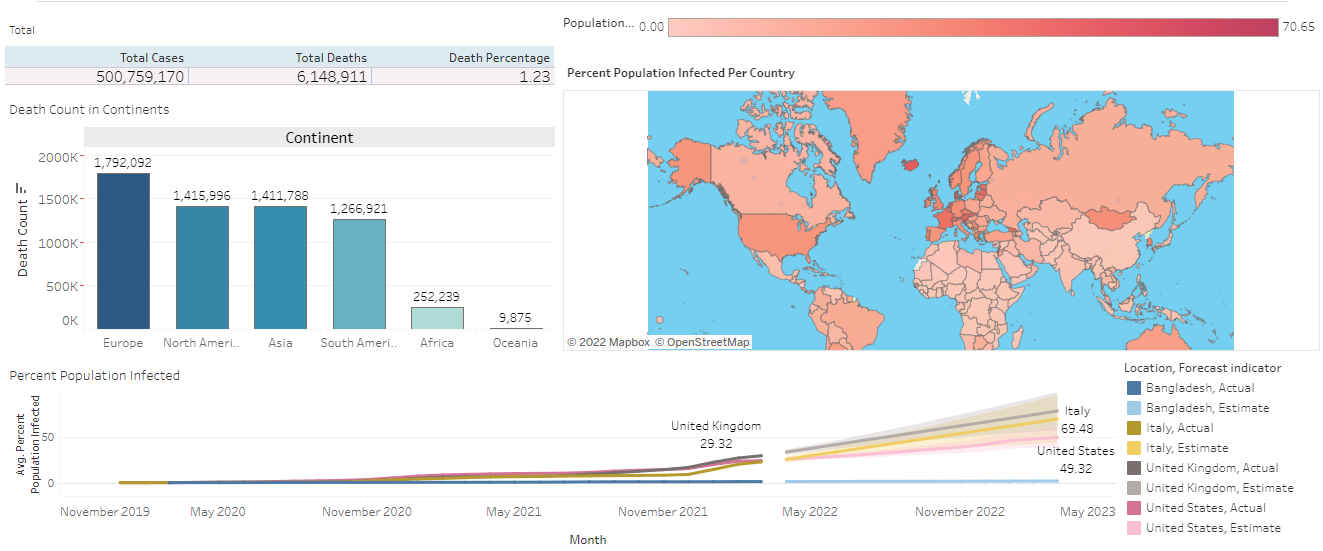 Total
Total Cases Total Deaths Death Percentage
500,759,170 6,148,911 1.23
Population... 0.00 70.65
Percent Population Infected Per Country
© 2022 Mapbox © OpenStreetMap
Death Count in Continents
Continent
Death Count
2000K
1500K
1000K
500K
0K
1,792,092
1,415,996
1,411,788
1,266,921
252,239
9,875
Europe North Ameri.. Asia South Ameri.. Africa Oceania
Percent Population Infected
Avg. Percent
Population Infected
50
0
United Kingdom
29.32
Italy
69.48
United States
49.32
November 2019 May 2020 November 2020 May 2021 November 2021 May 2022 November 2022 May 2023
Month
Location, Forecast indicator
Bangladesh, Actual
Bangladesh, Estimate
Italy, Actual
Italy, Estimate
United Kingdom, Actual
United Kingdom, Estimate
United States, Actual
United States, Estimate